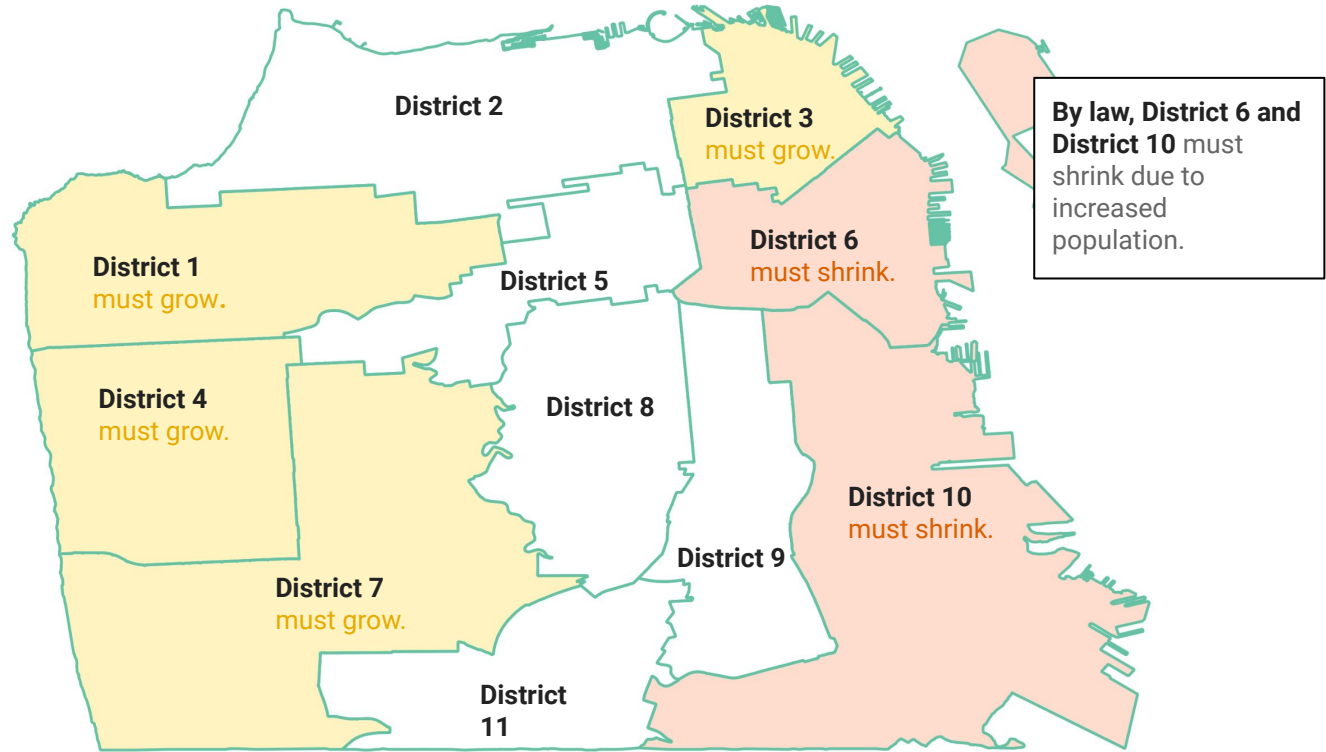 District 2
District 3
must grow.
By law, District 6 and
District 10 must
shrink due to
increased
population.
District 1
must grow.
District 6
must shrink.
District 5
District 4
must grow.
District 8
District 10
must shrink.
District 9
District 7
must grow.
District
11